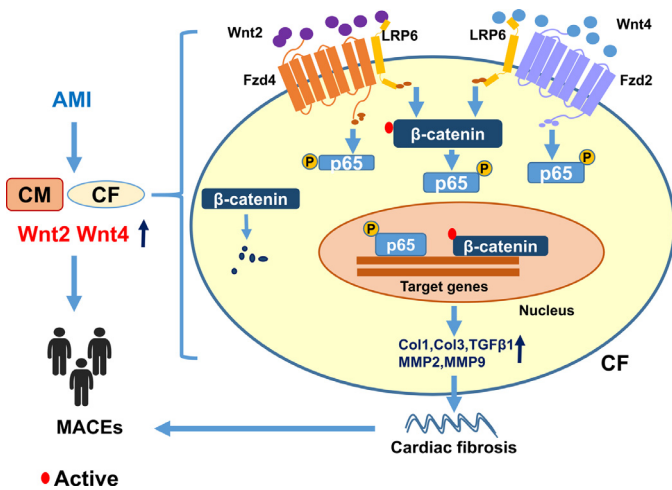 Wnt2
LRP6
Fzd4
LRP6
Wnt4
Fzd2
AMI
CM
CF
Wnt2 Wnt4
MACEs
Active
β-catenin
P
p65
β-catenin
p65
P
p65
P
P
p65
β-catenin
Target genes
Nucleus
Col1,Col3,TGFβ1
MMP2,MMP9
CF
Cardiac fibrosis